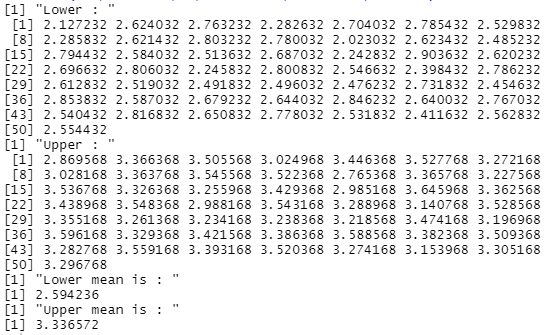 [1] "Lower : "
[1] 2.127232 2.624032 2.763232 2.282632 2.704032 2.785432 2.529832
[8] 2.285832 2.621432 2.803232 2.780032 2.023032 2.623432 2.485232
[15] 2.794432 2.584032 2.513632 2.687032 2.242832 2.903632 2.620232
[22] 2.696632 2.806032 2.245832 2.800832 2.546632 2.398432 2.786232
[29] 2.612832 2.519032 2.491832 2.496032 2.476232 2.731832 2.454632
[36] 2.853832 2.587032 2.679232 2.644032 2.846232 2.640032 2.767032
[43] 2.540432 2.816832 2.650832 2.778032 2.531832 2.411632 2.562832
[50] 2.554432
[1] "Upper : "
[1] 2.869568 3.366368 3.505568 3.024968 3.446368 3.527768 3.272168
[8] 3.028168 3.363768 3.545568 3.522368 2.765368 3.365768 3.227568
[15] 3.536768 3.326368 3.255968 3.429368 2.985168 3.645968 3.362568
[22] 3.438968 3.548368 2.988168 3.543168 3.288968 3.140768 3.528568
[29] 3.355168 3.261368 3.234168 3.238368 3.218568 3.474168 3.196968
[36] 3.596168 3.329368 3.421568 3.386368 3.588568 3.382368 3.509368
[43] 3.282768 3.559168 3.393168 3.520368 3.274168 3.153968 3.305168
[50] 3.296768
[1] "Lower mean is : "
[1] 2.594236
[1] "Upper mean is : "
[1] 3.336572